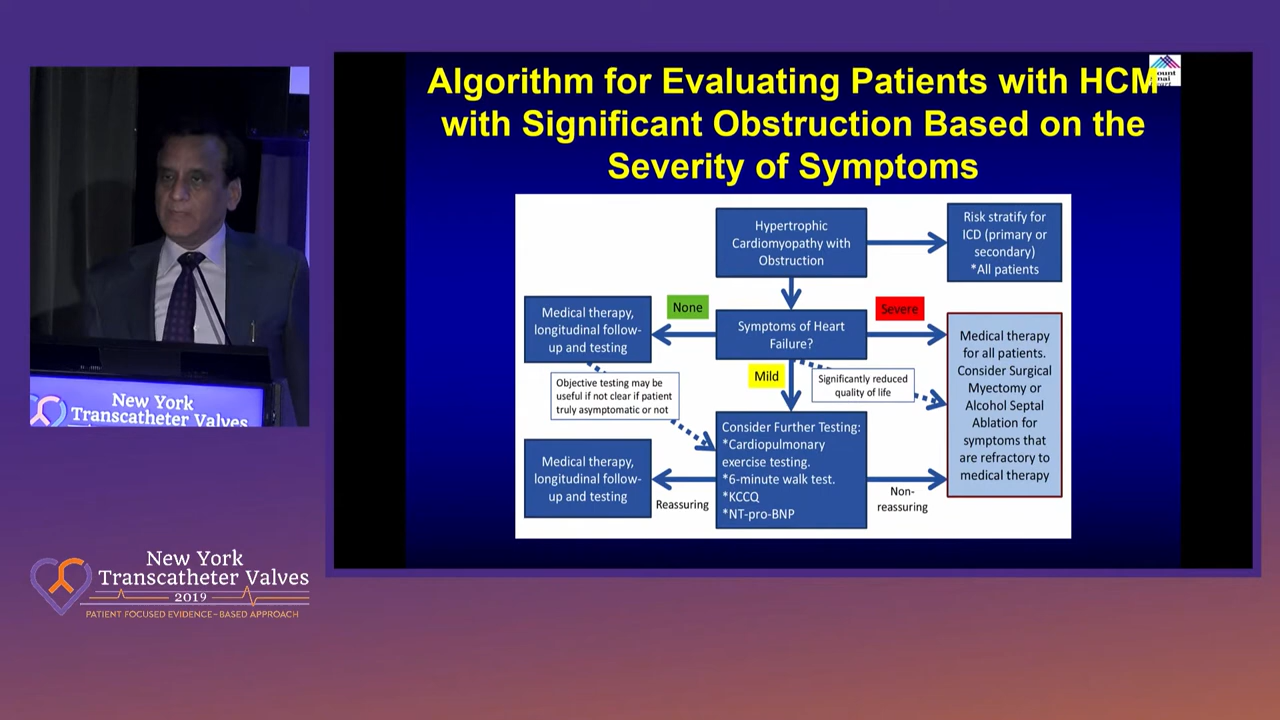 Algorithm for Evaluating Patients with HCM
with Significant Obstruction Based on the
Severity of Symptoms
Hypertrophic
Cardiomyopathy with
Obstruction
Risk stratify for
ICD (primary or
secondary)
*All patients
Medical therapy,
longitudinal follow-
up and testing
None
Symptoms of Heart
Failure?
Severe
Medical therapy
for all patients.
Consider Surgical
Myectomy or
Alcohol Septal
Ablation for
symptoms that
are refractory to
medical therapy
Mild
Significantly reduced
quality of life
Objective testing may be
useful if not clear if patient
truly asymptomatic or not
Consider Further Testing:
*Cardiopulmonary
exercise testing.
*6-minute walk test.
*KCCQ
*NT-pro-BNP
Medical therapy,
longitudinal follow-
up and testing
Reassuring
Non-
reassuring
New York
Transcatheter Valves
New York
Transcatheter Valves
2019
PATIENT FOCUSED EVIDENCE-BASED APPROACH